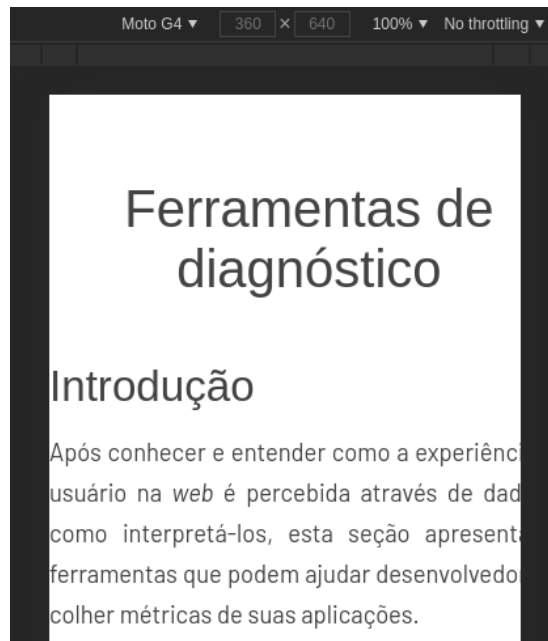 Moto G4 ▼ 360 × 640 100% ▼ No throttling ▼
Ferramentas de
diagnóstico
Introdução
Após conhecer e entender como a experiênci
usuário na web é percebida através de dad
como interpretá-los, esta seção apresenta
ferramentas que podem ajudar desenvolvedo
colher métricas de suas aplicações.